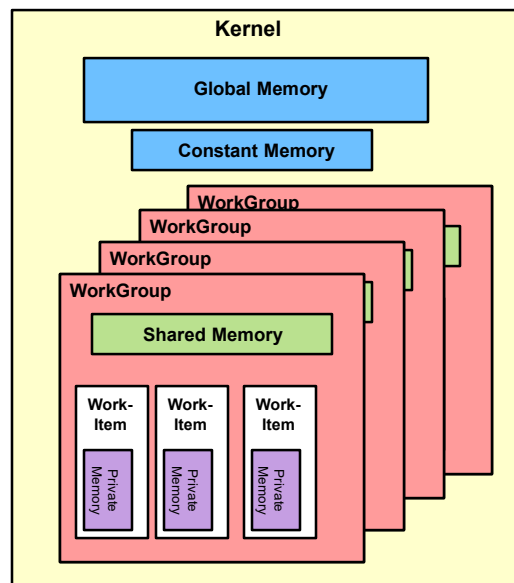 Kernel
Global Memory
Constant Memory
WorkGroup
WorkGroup
WorkGroup
WorkGroup
Shared Memory
Work-
Item
Private
Memory
Work-
Item
Private
Memory
Work-
Item
Private
Memory